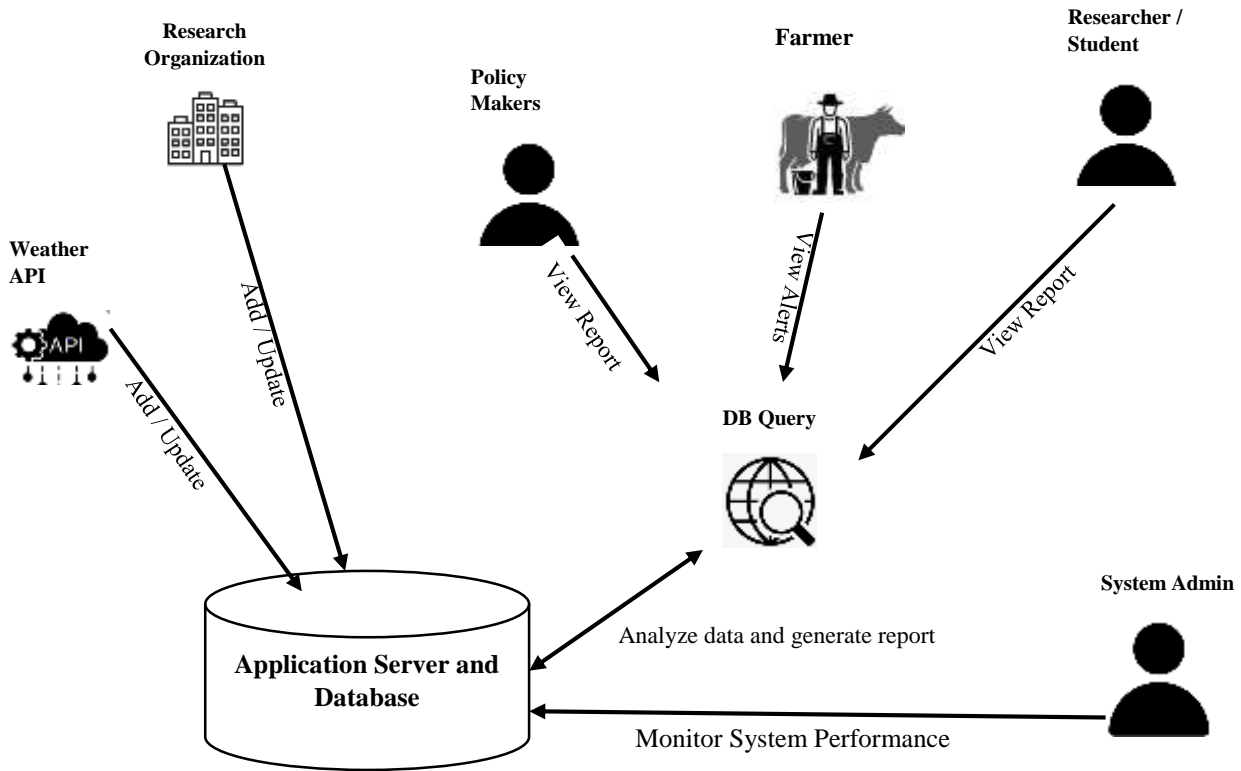 Research
Organization
Policy
Makers
Farmer
Researcher /
Student
Weather
API
API
Add / Update
Add / Update
View Report
View Alerts
View Report
DB Query
System Admin
Analyze data and generate report
Application Server and
Database
Monitor System Performance